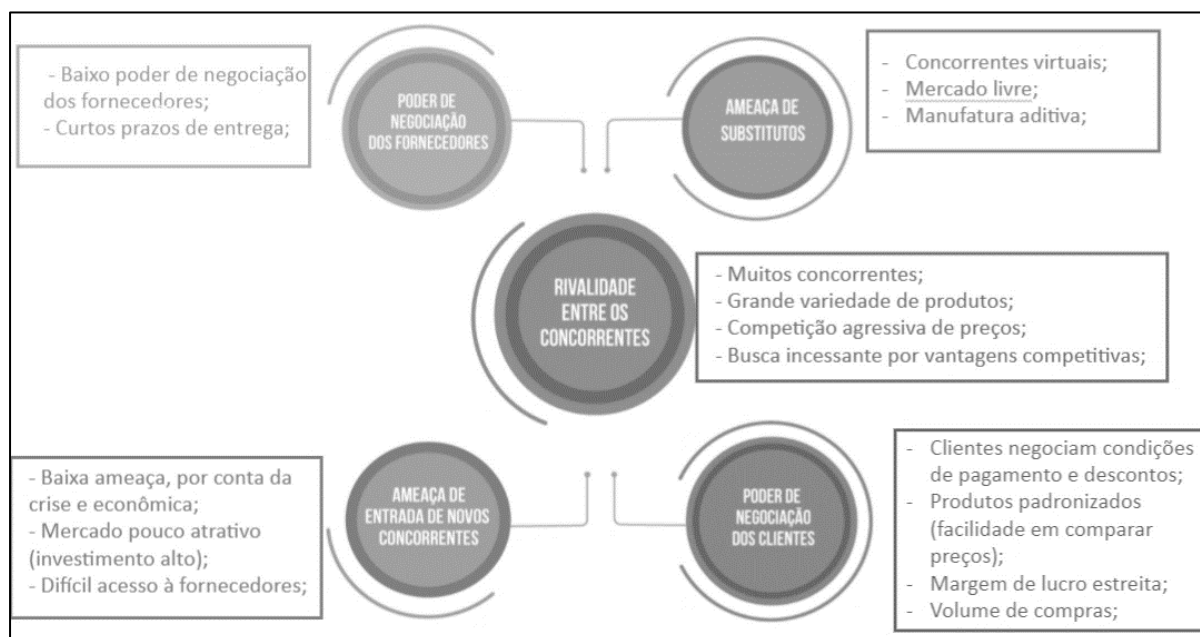 - Baixo poder de negociação
dos fornecedores;
- Curtos prazos de entrega;
PODER DE
NEGOCIAÇÃO
DOS FORNECEDORES
AMEAÇA DE
SUBSTITUTOS
- Concorrentes virtuais;
- Mercado livre;
- Manufatura aditiva;
RIVALIDADE
ENTRE OS
CONCORRENTES
- Muitos concorrentes;
- Grande variedade de produtos;
- Competição agressiva de preços;
- Busca incessante por vantagens competitivas;
- Baixa ameaça, por conta da
crise e econômica;
- Mercado pouco atrativo
(investimento alto);
- Difícil acesso à fornecedores;
AMEAÇA DE
ENTRADA DE NOVOS
CONCORRENTES
PODER DE
NEGOCIAÇÃO
DOS CLIENTES
- Clientes negociam condições
de pagamento e descontos;
- Produtos padronizados
(facilidade em comparar
preços);
- Margem de lucro estreita;
- Volume de compras;